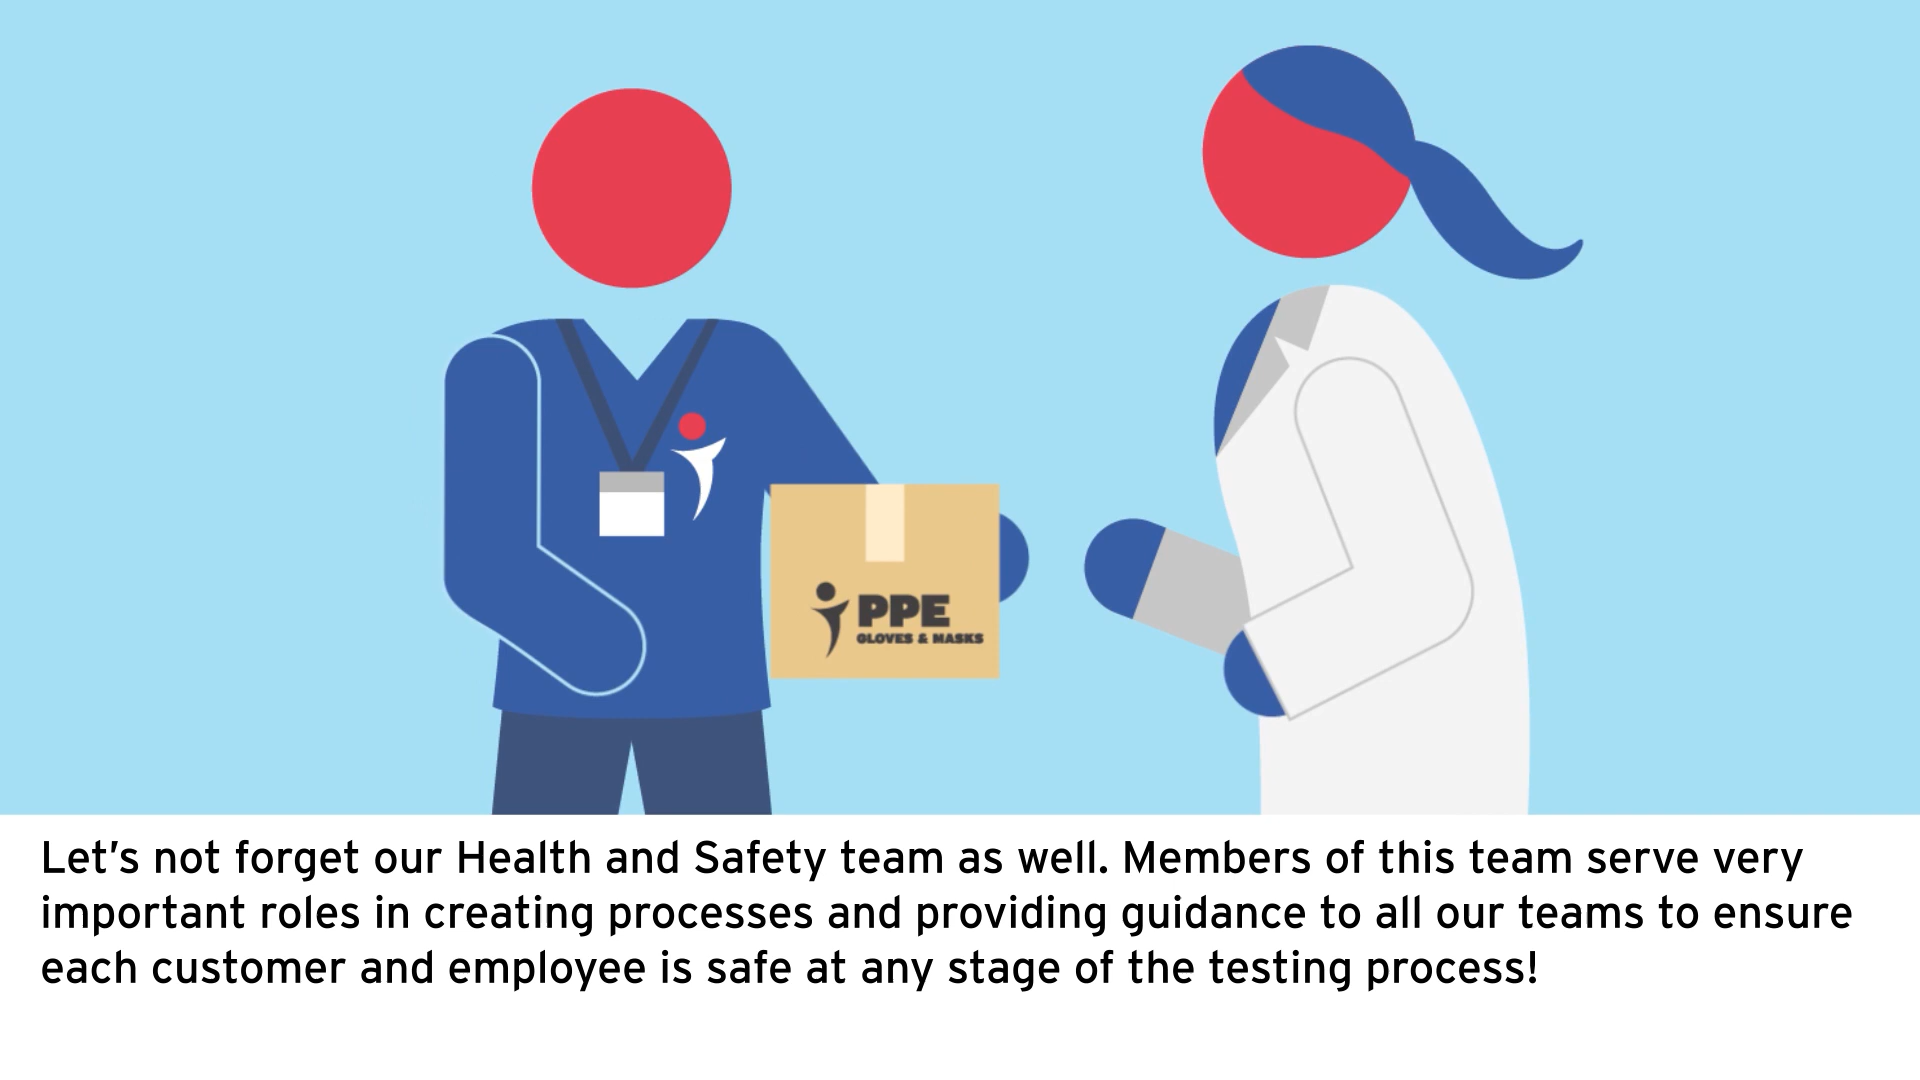 PPE
GLOVES & MASKS
Let’s not forget our Health and Safety team as well. Members of this team serve very
important roles in creating processes and providing guidance to all our teams to ensure
each customer and employee is safe at any stage of the testing process!